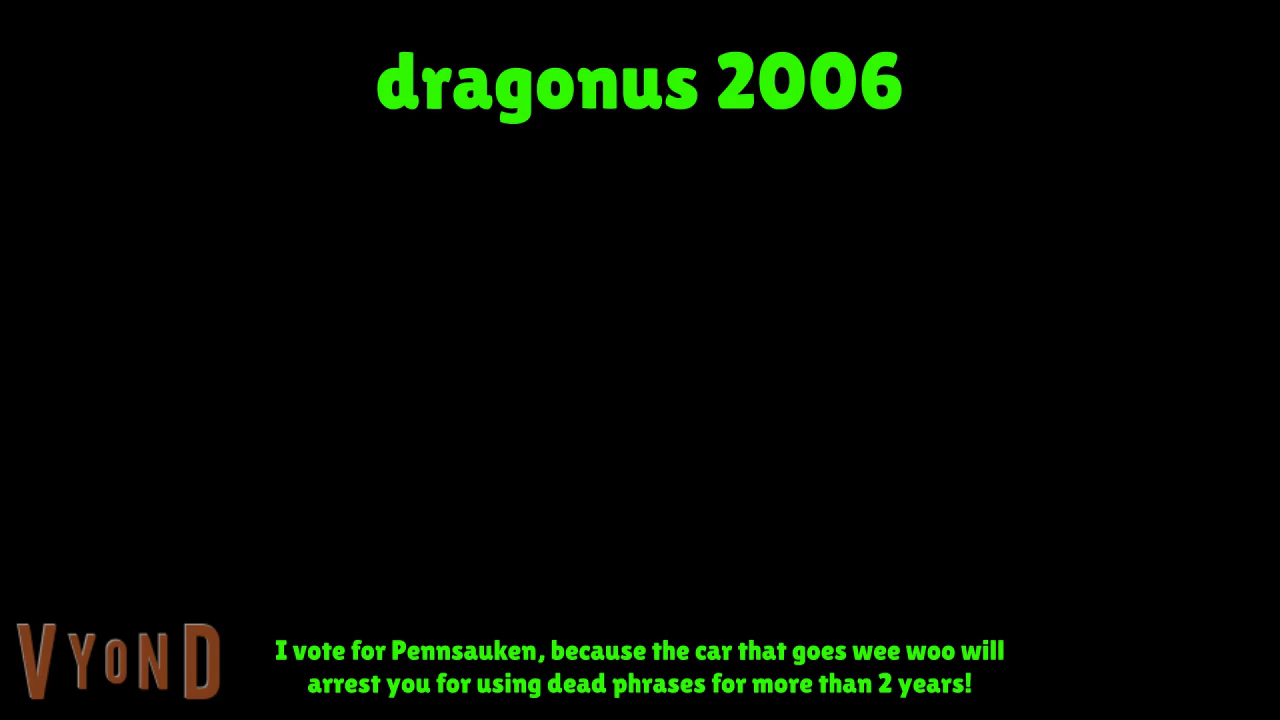 dragonus 2006
I vote for Pennsauken, because the car that goes wee woo will
arrest you for using dead phrases for more than 2 years!
VYOND